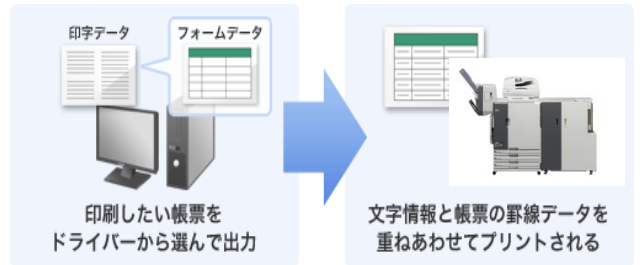 印字データ
フォームデータ
印刷したい帳票を
ドライバーから選んで出力
文字情報と帳票の罫線データを
重ねあわせてプリントされる